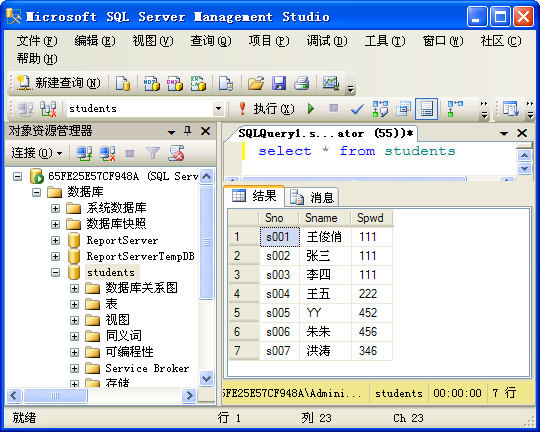 Microsoft SQL Server Management Studio
文件(F) 编辑(E) 视图(V) 查询(Q) 项目(P) 调试(D) 工具(T) 窗口(W) 社区(C)
帮助(H)
新建查询(N)
students 执行(X)
对象资源管理器
连接(O)
65FE25E57CF948A (SQL Serv
数据库
系统数据库
数据库快照
ReportServer
ReportServerTempDB
students
数据库关系图
表
视图
同义词
可编程性
Service Broker
存储
SQLQuery1.s...ator (55))*
select * from students
结果 消息
Sno Sname Spwd
1 s001 王俊俏 111
2 s002 张三 111
3 s003 李四 111
4 s004 王五 222
5 s005 YY 452
6 s006 朱朱 456
7 s007 洪涛 346
5FE25E57CF948A\Admini... students 00:00:00 7 行
就绪 行 1 列 23 Ch 23